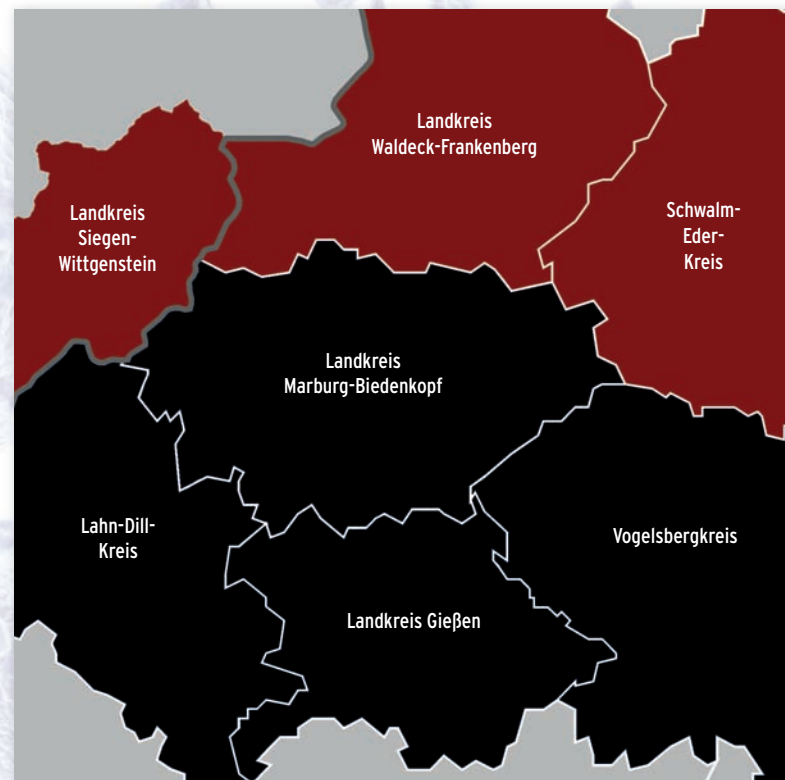 Landkreis
Waldeck-Frankenberg
Landkreis
Siegen-
Wittgenstein
Schwalm-
Eder-
Kreis
Landkreis
Marburg-Biedenkopf
Lahn-Dill-
Kreis
Vogelsbergkreis
Landkreis Gießen